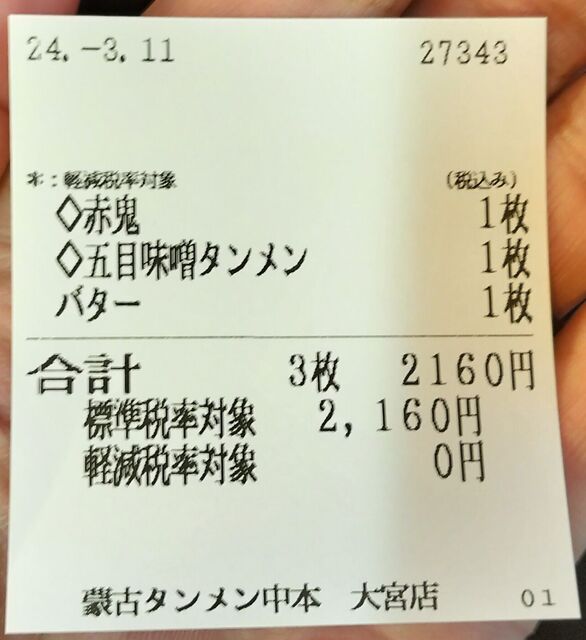 24.-3.11 27343
*:軽減税率対象 (税込み)
◇赤鬼 1枚
◇五目味噌タンメン 1枚
バター 1枚
合計 3枚 2160円
標準税率対象 2,160円
軽減税率対象 0円
蒙古タンメン中本 大宮店 01